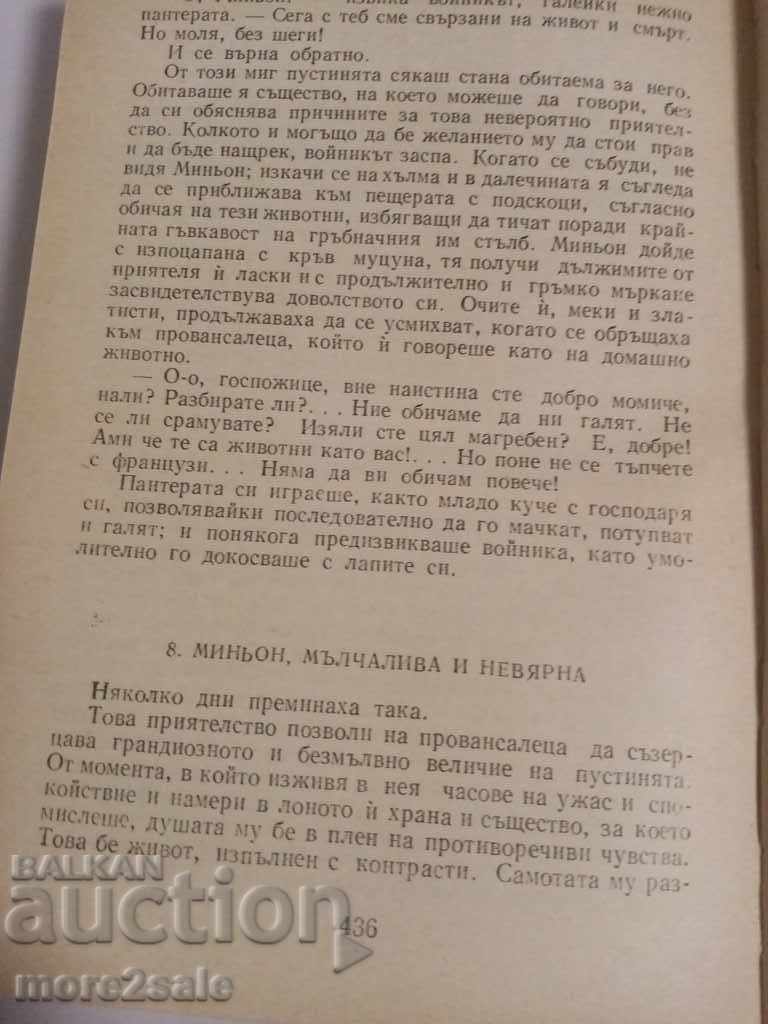 войникът, галейки нежно
пантерата. — Сега с теб сме свързани на живот и смърт.
Но моля, без шеги!
И се върна обратно.
От този миг пустинята сякаш стана обитаема за него.
Обитаваше я същество, на което можеше да говори, без
да си обяснява причините за това невероятно приятел-
ство. Колкото и могъщо да бе желанието му да стои прав
и да бъде нащрек, войникът заспа. Когато се събуди, не
видя Миньон; изкачи се на хълма и в далечината я съгледа
да се приближава към пещерата с подскоци, съгласно
обичая на тези животни, избягващи да тичат поради край-
ната гъвкавост на гръбначния им стълб. Миньон дойде
с изпоцапана с кръв муцуна, тя получи дължимите от
приятеля ѝ ласки и с продължително и гръмко мъркане
засвидетелствува доволството си. Очите ѝ, меки и зла-
тисти, продължаваха да се усмихват, когато се обръщаха
към провансалеца, който ѝ говореше като на домашно
животно.
— О-о, госпожице, вие наистина сте добро момиче,
нали? Разбирате ли?. . . Ние обичаме да ни галят. Не
се ли срамувате? Изяли сте цял магребен? Е, добре!
Ами че те са животни като вас!. . . Но поне не се тъпчете
с французи. . . Няма да ви обичам повече!
Пантерата си играеше, както младо куче с господаря
си, позволявайки последователно да го мачкат, потупват
и галят; и понякога предизвикваше войника, като умо-
лително го докосваше с лапите си.
8. МИНЬОН, МЪЛЧАЛИВА И НЕВЯРНА
Няколко дни преминаха така.
Това приятелство позволи на провансалеца да съзер-
цава грандиозното и безмълвно величие на пустинята.
От момента, в който изживя в нея часове на ужас и спо-
койствие и намери в лоното ѝ храна и същество, за което
мислеше, душата му бе в плен на противоречиви чувства.
Това бе живот, изпълнен с контрасти. Самотата му раз-
436
BALKAN
auction
more2sale